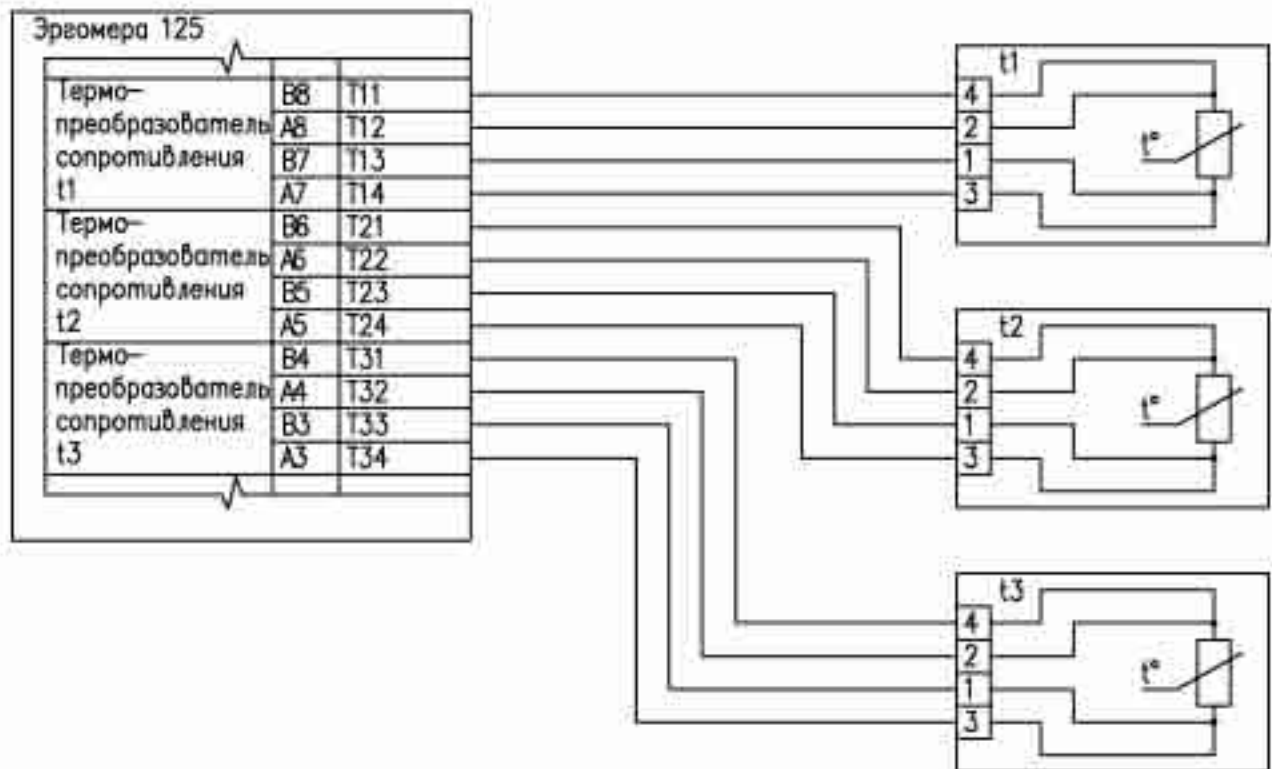 Эргомера 125
Термо-
преобразователь
сопротивления
t1
B8 T11
A8 T12
B7 T13
A7 T14
Термо-
преобразователь
сопротивления
t2
B6 T21
A6 T22
B5 T23
A5 T24
Термо-
преобразователь
сопротивления
t3
B4 T31
A4 T32
B3 T33
A3 T34
t1
4
2
1
3
t°
t2
4
2
1
3
t°
t3
4
2
1
3
t°